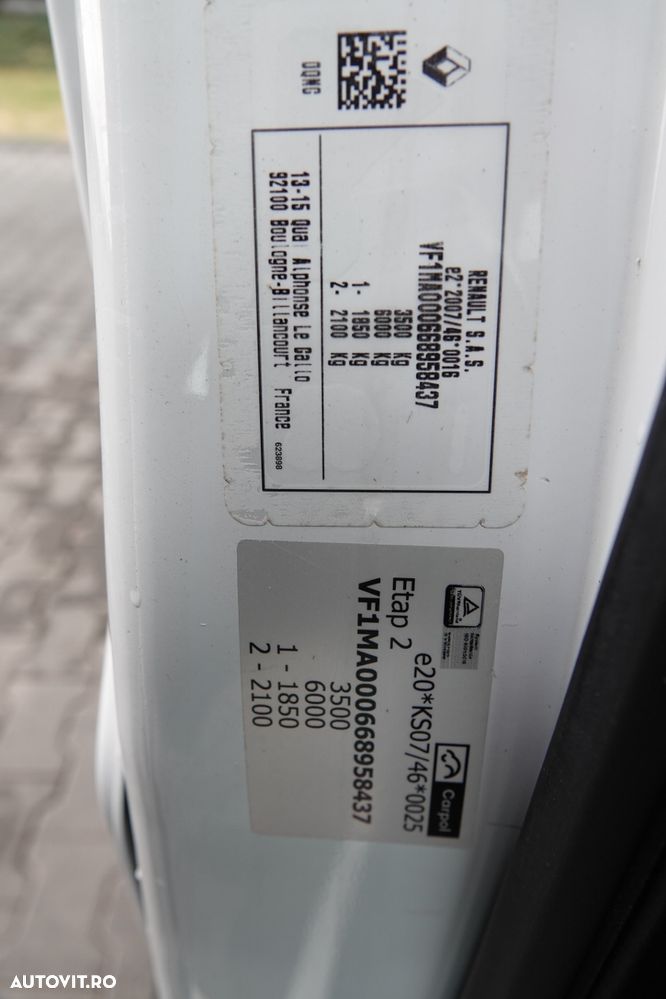 DQNG
RENAULT S.A.S.
e2*2007/46*0016
VF1MA000668958437
3500 Kg
6000 Kg
1- 1850 Kg
2- 2100 Kg
13-15 Quai Alphonse Le Gallo
92100 Boulogne-Billancourt France
623898
Carpol
e20*KS07/46*0025
Etap 2
VF1MA000668958437
3500
6000
1 - 1850
2 - 2100
AUTOVIT.RO